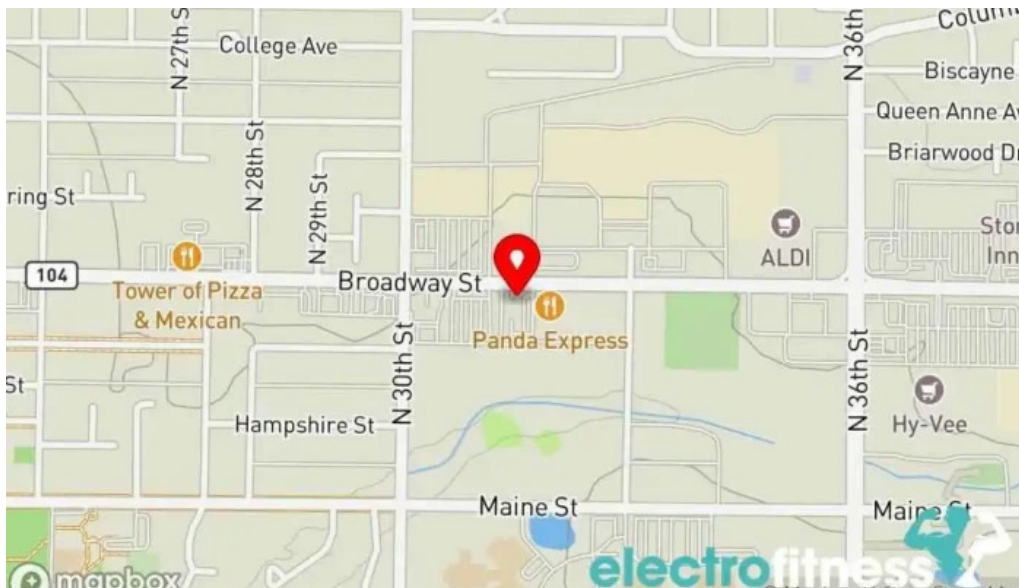 Colum
N 27th S
College Ave
N 36th
Biscayne
Queen Anne Av
N 28th St
Briarwood Dr
ring St
N 29th St
Stor
Inn
ALDI
104
Broadway St
Tower of Pizza
& Mexican
Panda Express
N 30th St
N 36th St
St
Hampshire St
Hy-Vee
Maine St
Maine St
electrofitness
mapbox